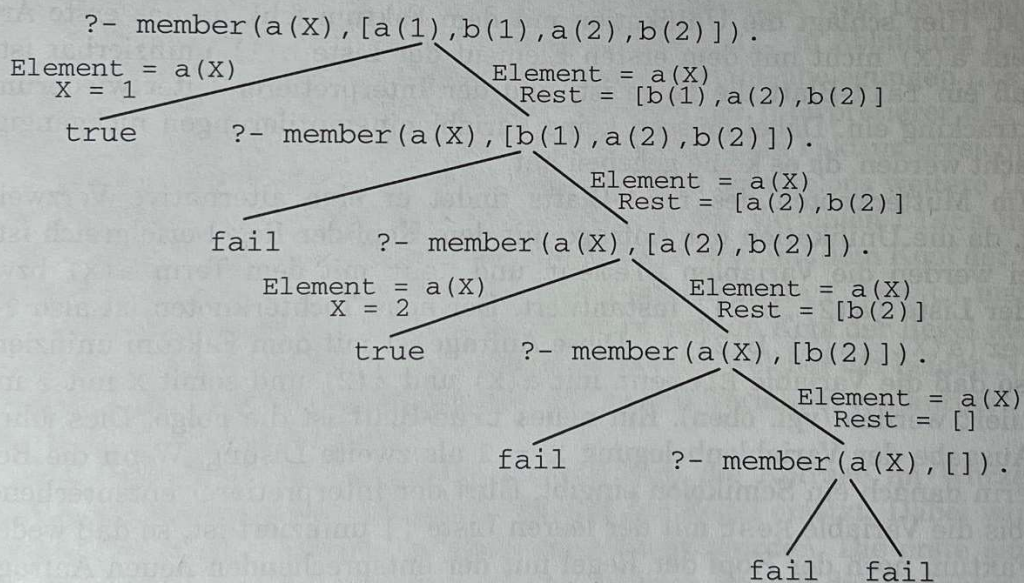 ?- member(a(X),[a(1),b(1),a(2),b(2)]).
Element = a(X)
X = 1
Element = a(X)
Rest = [b(1),a(2),b(2)]
true
?- member(a(X),[b(1),a(2),b(2)]).
Element = a(X)
Rest = [a(2),b(2)]
fail
?- member(a(X),[a(2),b(2)]).
Element = a(X)
X = 2
Element = a(X)
Rest = [b(2)]
true
?- member(a(X),[b(2)]).
Element = a(X)
Rest = []
fail
?- member(a(X),[]).
fail
fail